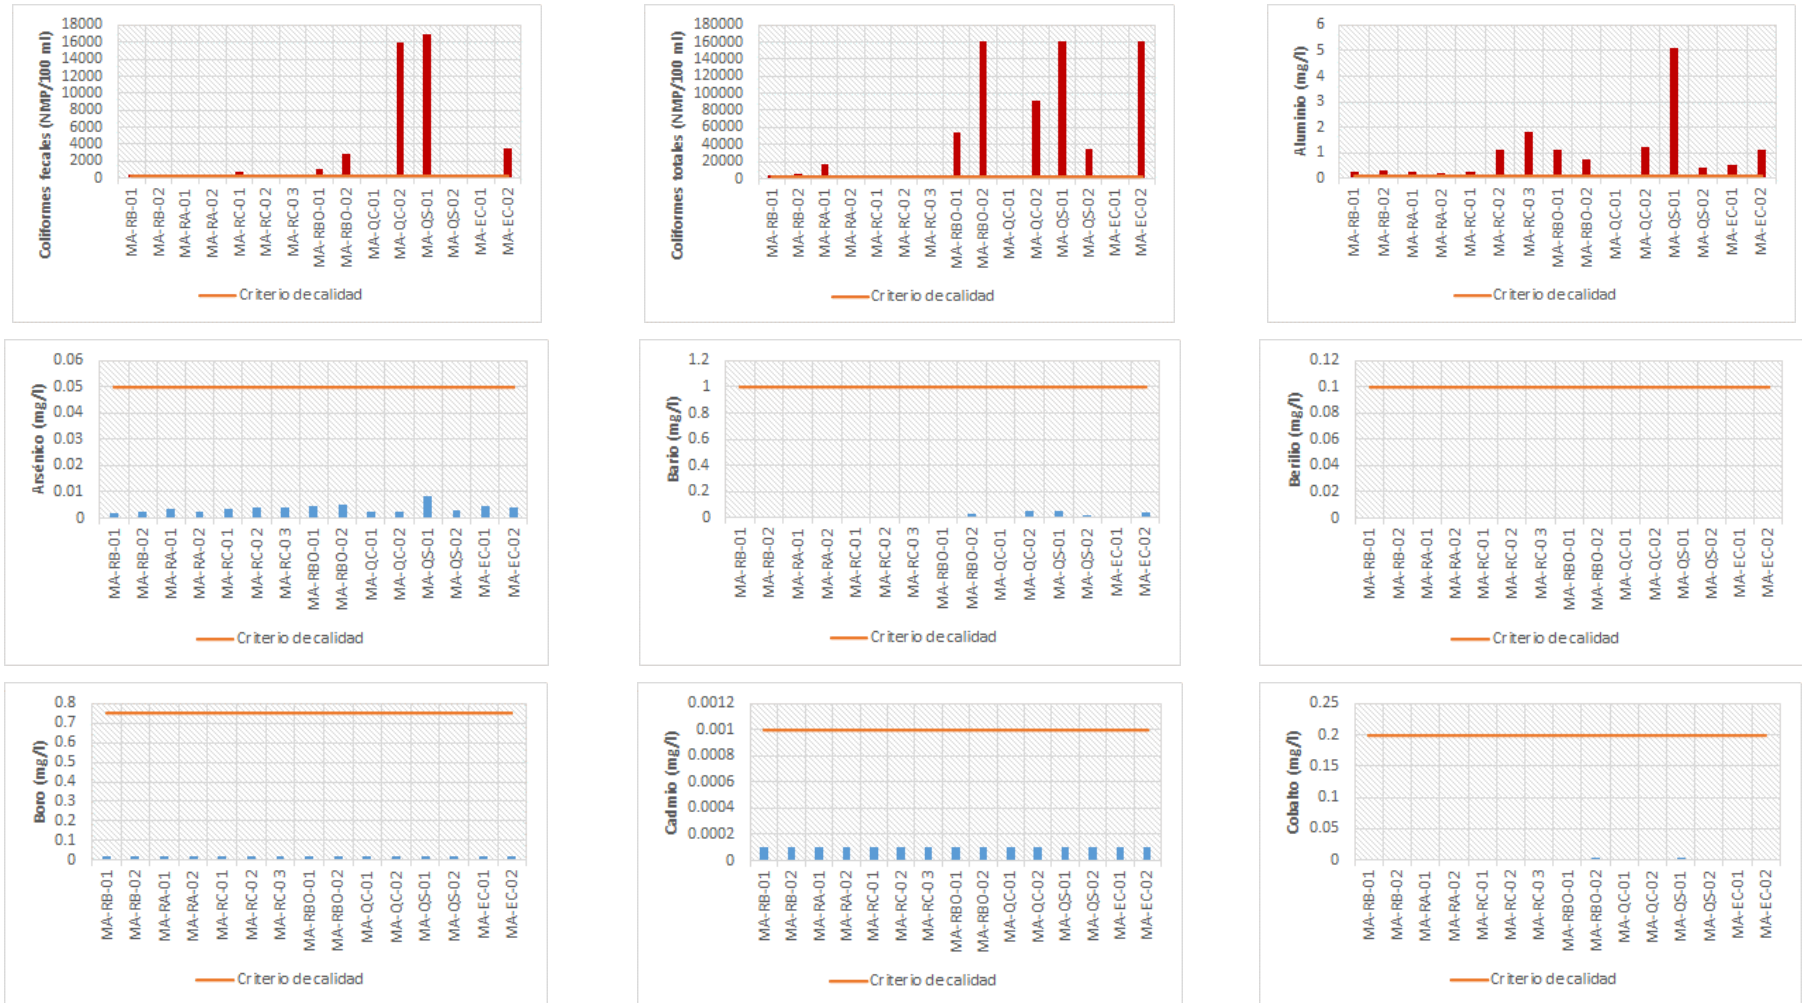 Coliformes fecales (NMP/100 ml)
18000
16000
14000
12000
10000
8000
6000
4000
2000
0
MA-RB-01
MA-RB-02
MA-RA-01
MA-RA-02
MA-RC-01
MA-RC-02
MA-RC-03
MA-RBO-01
MA-RBO-02
MA-QC-01
MA-QC-02
MA-QS-01
MA-QS-02
MA-EC-01
MA-EC-02
Criterio de calidad
Coliformes totales (NMP/100 ml)
180000
160000
140000
120000
100000
80000
60000
40000
20000
0
MA-RB-01
MA-RB-02
MA-RA-01
MA-RA-02
MA-RC-01
MA-RC-02
MA-RC-03
MA-RBO-01
MA-RBO-02
MA-QC-01
MA-QC-02
MA-QS-01
MA-QS-02
MA-EC-01
MA-EC-02
Criterio de calidad
Aluminio (mg/l)
6
5
4
3
2
1
0
MA-RB-01
MA-RB-02
MA-RA-01
MA-RA-02
MA-RC-01
MA-RC-02
MA-RC-03
MA-RBO-01
MA-RBO-02
MA-QC-01
MA-QC-02
MA-QS-01
MA-QS-02
MA-EC-01
MA-EC-02
Criterio de calidad
Arsénico (mg/l)
0.06
0.05
0.04
0.03
0.02
0.01
0
MA-RB-01
MA-RB-02
MA-RA-01
MA-RA-02
MA-RC-01
MA-RC-02
MA-RC-03
MA-RBO-01
MA-RBO-02
MA-QC-01
MA-QC-02
MA-QS-01
MA-QS-02
MA-EC-01
MA-EC-02
Criterio de calidad
Bario (mg/l)
1.2
1
0.8
0.6
0.4
0.2
0
MA-RB-01
MA-RB-02
MA-RA-01
MA-RA-02
MA-RC-01
MA-RC-02
MA-RC-03
MA-RBO-01
MA-RBO-02
MA-QC-01
MA-QC-02
MA-QS-01
MA-QS-02
MA-EC-01
MA-EC-02
Criterio de calidad
Berilio (mg/l)
0.12
0.1
0.08
0.06
0.04
0.02
0
MA-RB-01
MA-RB-02
MA-RA-01
MA-RA-02
MA-RC-01
MA-RC-02
MA-RC-03
MA-RBO-01
MA-RBO-02
MA-QC-01
MA-QC-02
MA-QS-01
MA-QS-02
MA-EC-01
MA-EC-02
Criterio de calidad
Boro (mg/l)
0.8
0.7
0.6
0.5
0.4
0.3
0.2
0.1
0
MA-RB-01
MA-RB-02
MA-RA-01
MA-RA-02
MA-RC-01
MA-RC-02
MA-RC-03
MA-RBO-01
MA-RBO-02
MA-QC-01
MA-QC-02
MA-QS-01
MA-QS-02
MA-EC-01
MA-EC-02
Criterio de calidad
Cadmio (mg/l)
0.0012
0.001
0.0008
0.0006
0.0004
0.0002
0
MA-RB-01
MA-RB-02
MA-RA-01
MA-RA-02
MA-RC-01
MA-RC-02
MA-RC-03
MA-RBO-01
MA-RBO-02
MA-QC-01
MA-QC-02
MA-QS-01
MA-QS-02
MA-EC-01
MA-EC-02
Criterio de calidad
Cobalto (mg/l)
0.25
0.2
0.15
0.1
0.05
0
MA-RB-01
MA-RB-02
MA-RA-01
MA-RA-02
MA-RC-01
MA-RC-02
MA-RC-03
MA-RBO-01
MA-RBO-02
MA-QC-01
MA-QC-02
MA-QS-01
MA-QS-02
MA-EC-01
MA-EC-02
Criterio de calidad